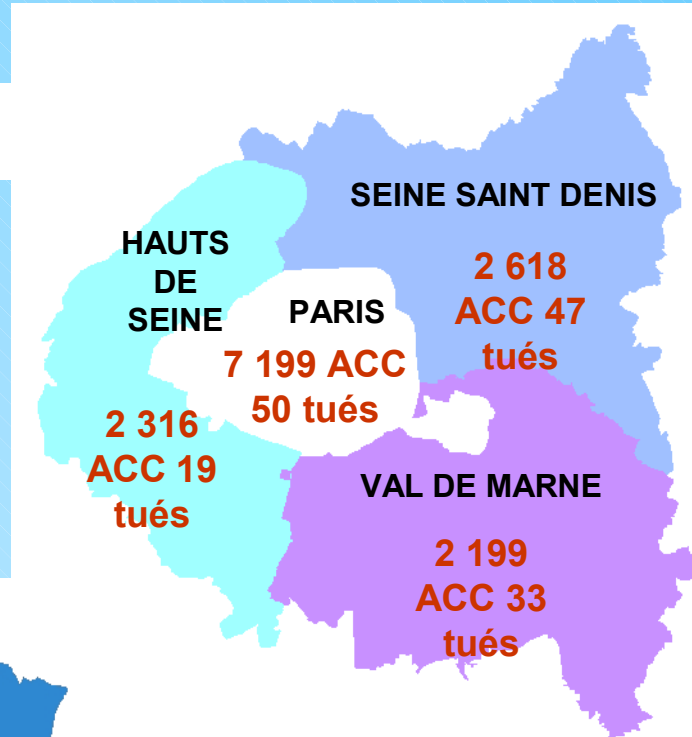 SEINE SAINT DENIS
2 618
ACC 47
tués
HAUTS
DE
SEINE
2 316
ACC 19
tués
PARIS
7 199 ACC
50 tués
VAL DE MARNE
2 199
ACC 33
tués